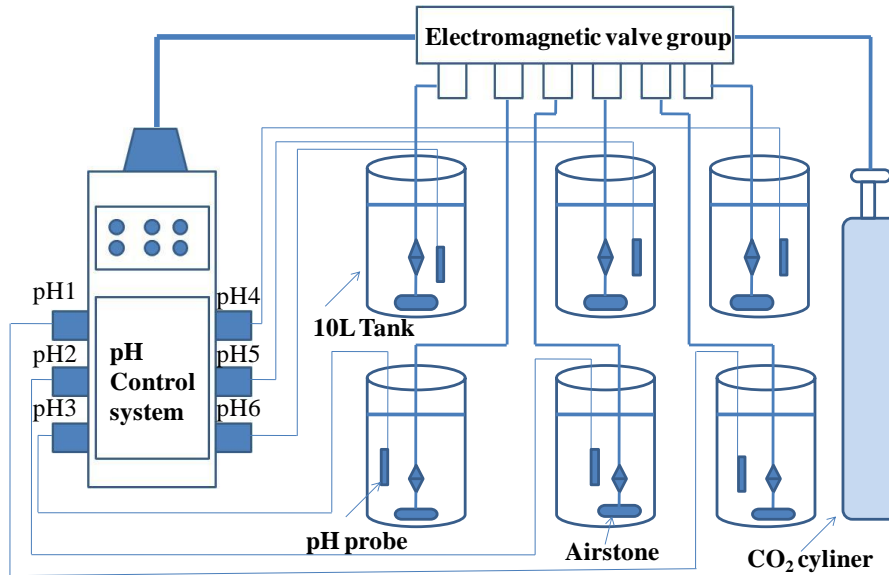 Electromagnetic valve group
pH1
pH4
10L Tank
pH2
pH5
pH
Control
system
pH3
pH6
pH probe
Airstone
CO₂ cyliner